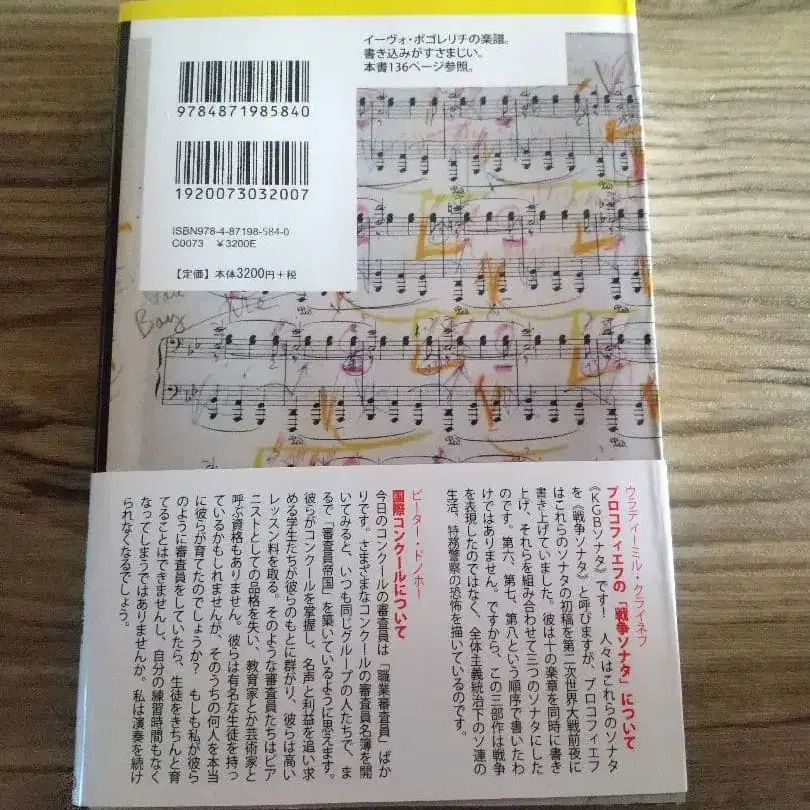 イーヴォ・ポゴレリチの楽譜。
書き込みがすさまじい。
本書136ページ参照。
9784871985840
1920073032007
ISBN978-4-87198-584-0
C0073 ￥3200E
【定価】本体3200円+税
Boy
ウラディーミル・クライネフ
プロコフィエフの「戦争ソナタ」について
《KGBソナタ》です！ 人々はこれらのソナタ
を《戦争ソナタ》と呼びますが、プロコフィエフ
はこれらのソナタの初稿を第二次世界大戦前夜に
書き上げていました。彼は十の楽章を同時に書き
上げ、それらを組み合わせて三つのソナタにした
のです。第六、第七、第八という順序で書いたわ
けではありません。ですから、この三部作は戦争
を表現したのではなく、全体主義統治下のソ連の
生活、特務警察の恐怖を描いているのです。
ピーター・ドノホー
国際コンクールについて
今日のコンクールの審査員は「職業審査員」ばか
りです。さまざまなコンクールの審査員名簿を開
いてみると、いつも同じグループの人たちで、ま
るで「審査員帝国」を築いているように思えます。
彼らがコンクールを掌握し、名声と利益を追い求
める学生たちが彼らのもとに群がり、彼らは高い
レッスン料を取る。そのような審査員たちはピア
ニストとしての品格を失い、教育家とか芸術家と
呼ぶ資格もありません。彼らは有名な生徒を持っ
ているかもしれませんが、そのうちの何人を本当
に彼らが育てたのでしょうか？ もしも私が彼ら
のように審査員をしていたら、生徒をきちんと育
てることはできませんし、自分の練習時間もなく
なってしまうではありませんか。私は演奏を続け
られなくなるでしょう。